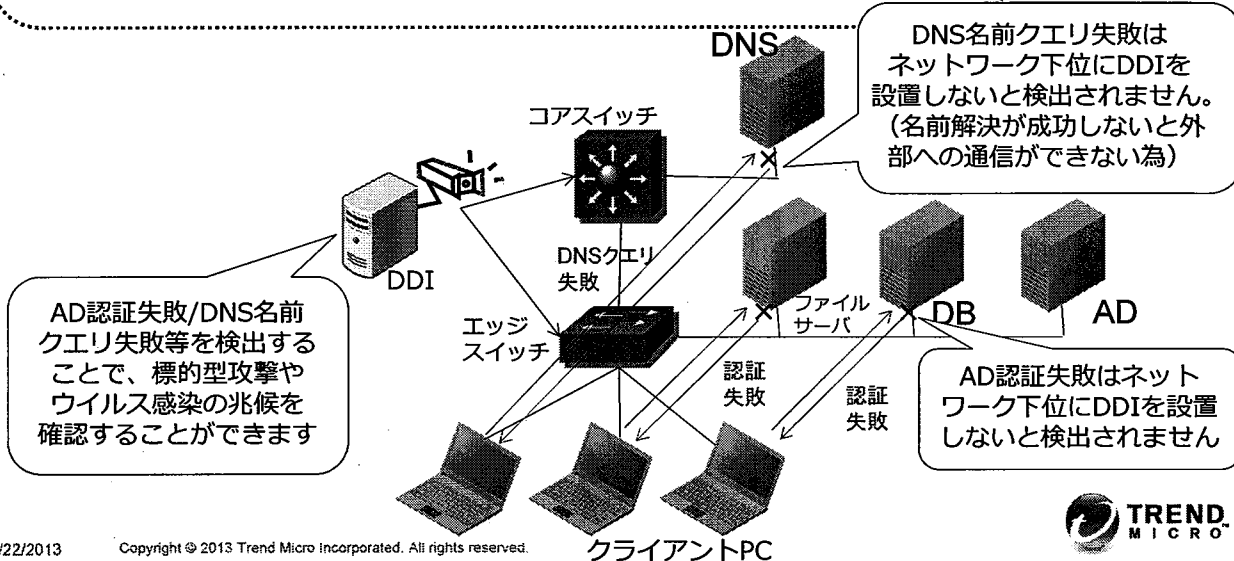 DNS
DNS名前クエリ失敗は
ネットワーク下位にDDIを
設置しないと検出されません。
（名前解決が成功しないと外
部への通信ができない為）
コアスイッチ
DDI
DNSクエリ
失敗
AD認証失敗/DNS名前
クエリ失敗等を検出する
ことで、標的型攻撃や
ウイルス感染の兆候を
確認することができます
エッジ
スイッチ
ファイル
サーバ
DB
AD
認証
失敗
認証
失敗
AD認証失敗はネット
ワーク下位にDDIを設置
しないと検出されません
クライアントPC
/22/2013
Copyright © 2013 Trend Micro Incorporated. All rights reserved.
TREND
MICRO™